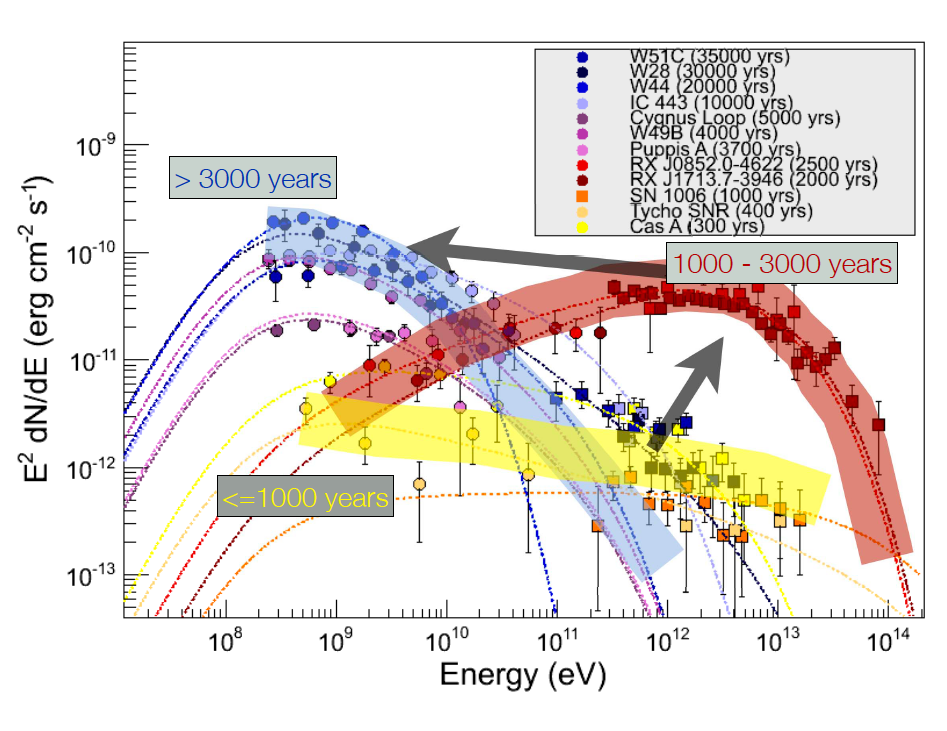 W51C (35000 yrs)
W28 (30000 yrs)
W44 (20000 yrs)
IC 443 (10000 yrs)
Cygnus Loop (5000 yrs)
W49B (4000 yrs)
Puppis A (3700 yrs)
RX J0852.0-4622 (2500 yrs)
RX J1713.7-3946 (2000 yrs)
SN 1006 (1000 yrs)
Tycho SNR (400 yrs)
Cas A (300 yrs)
> 3000 years
1000 - 3000 years
<=1000 years
E² dN/dE (erg cm⁻² s⁻¹)
10⁻⁹
10⁻¹⁰
10⁻¹¹
10⁻¹²
10⁻¹³
10⁸
10⁹
10¹⁰
10¹¹
10¹²
10¹³
10¹⁴
Energy (eV)